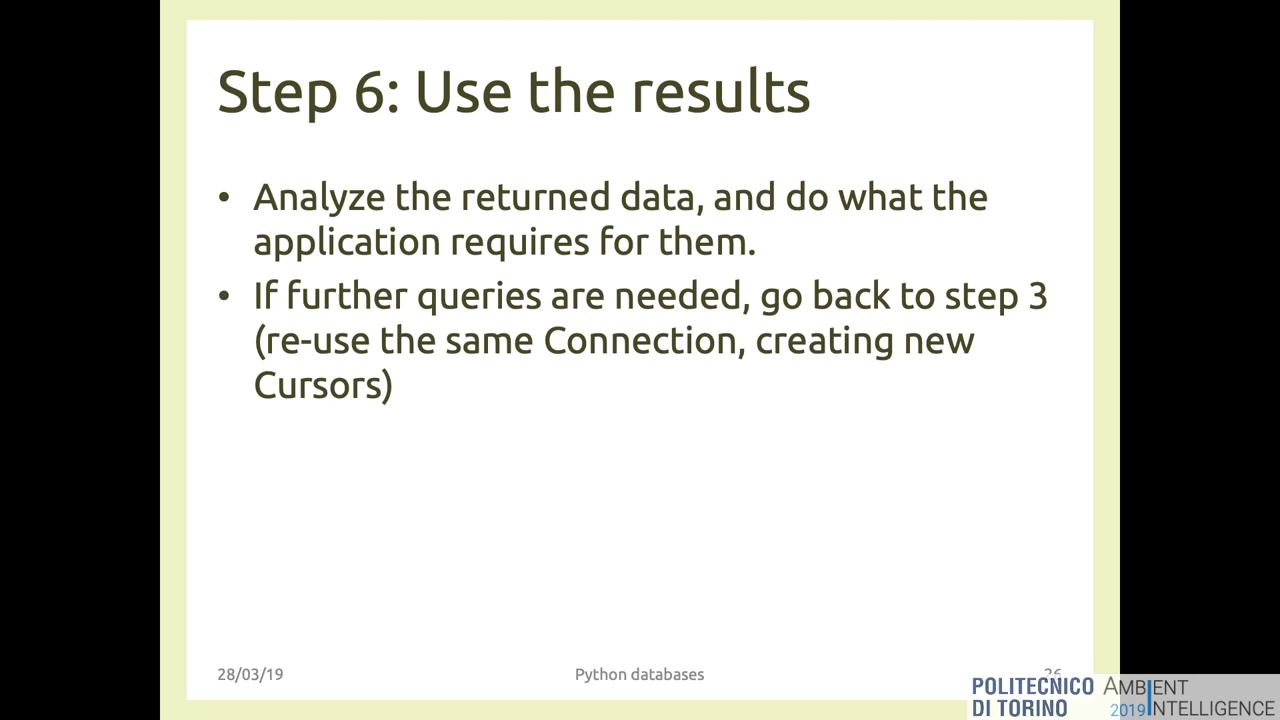 Step 6: Use the results
• Analyze the returned data, and do what the
application requires for them.
• If further queries are needed, go back to step 3
(re-use the same Connection, creating new
Cursors)
28/03/19
Python databases
26
POLITECNICO
DI TORINO
AMBIENT
2019 INTELLIGENCE